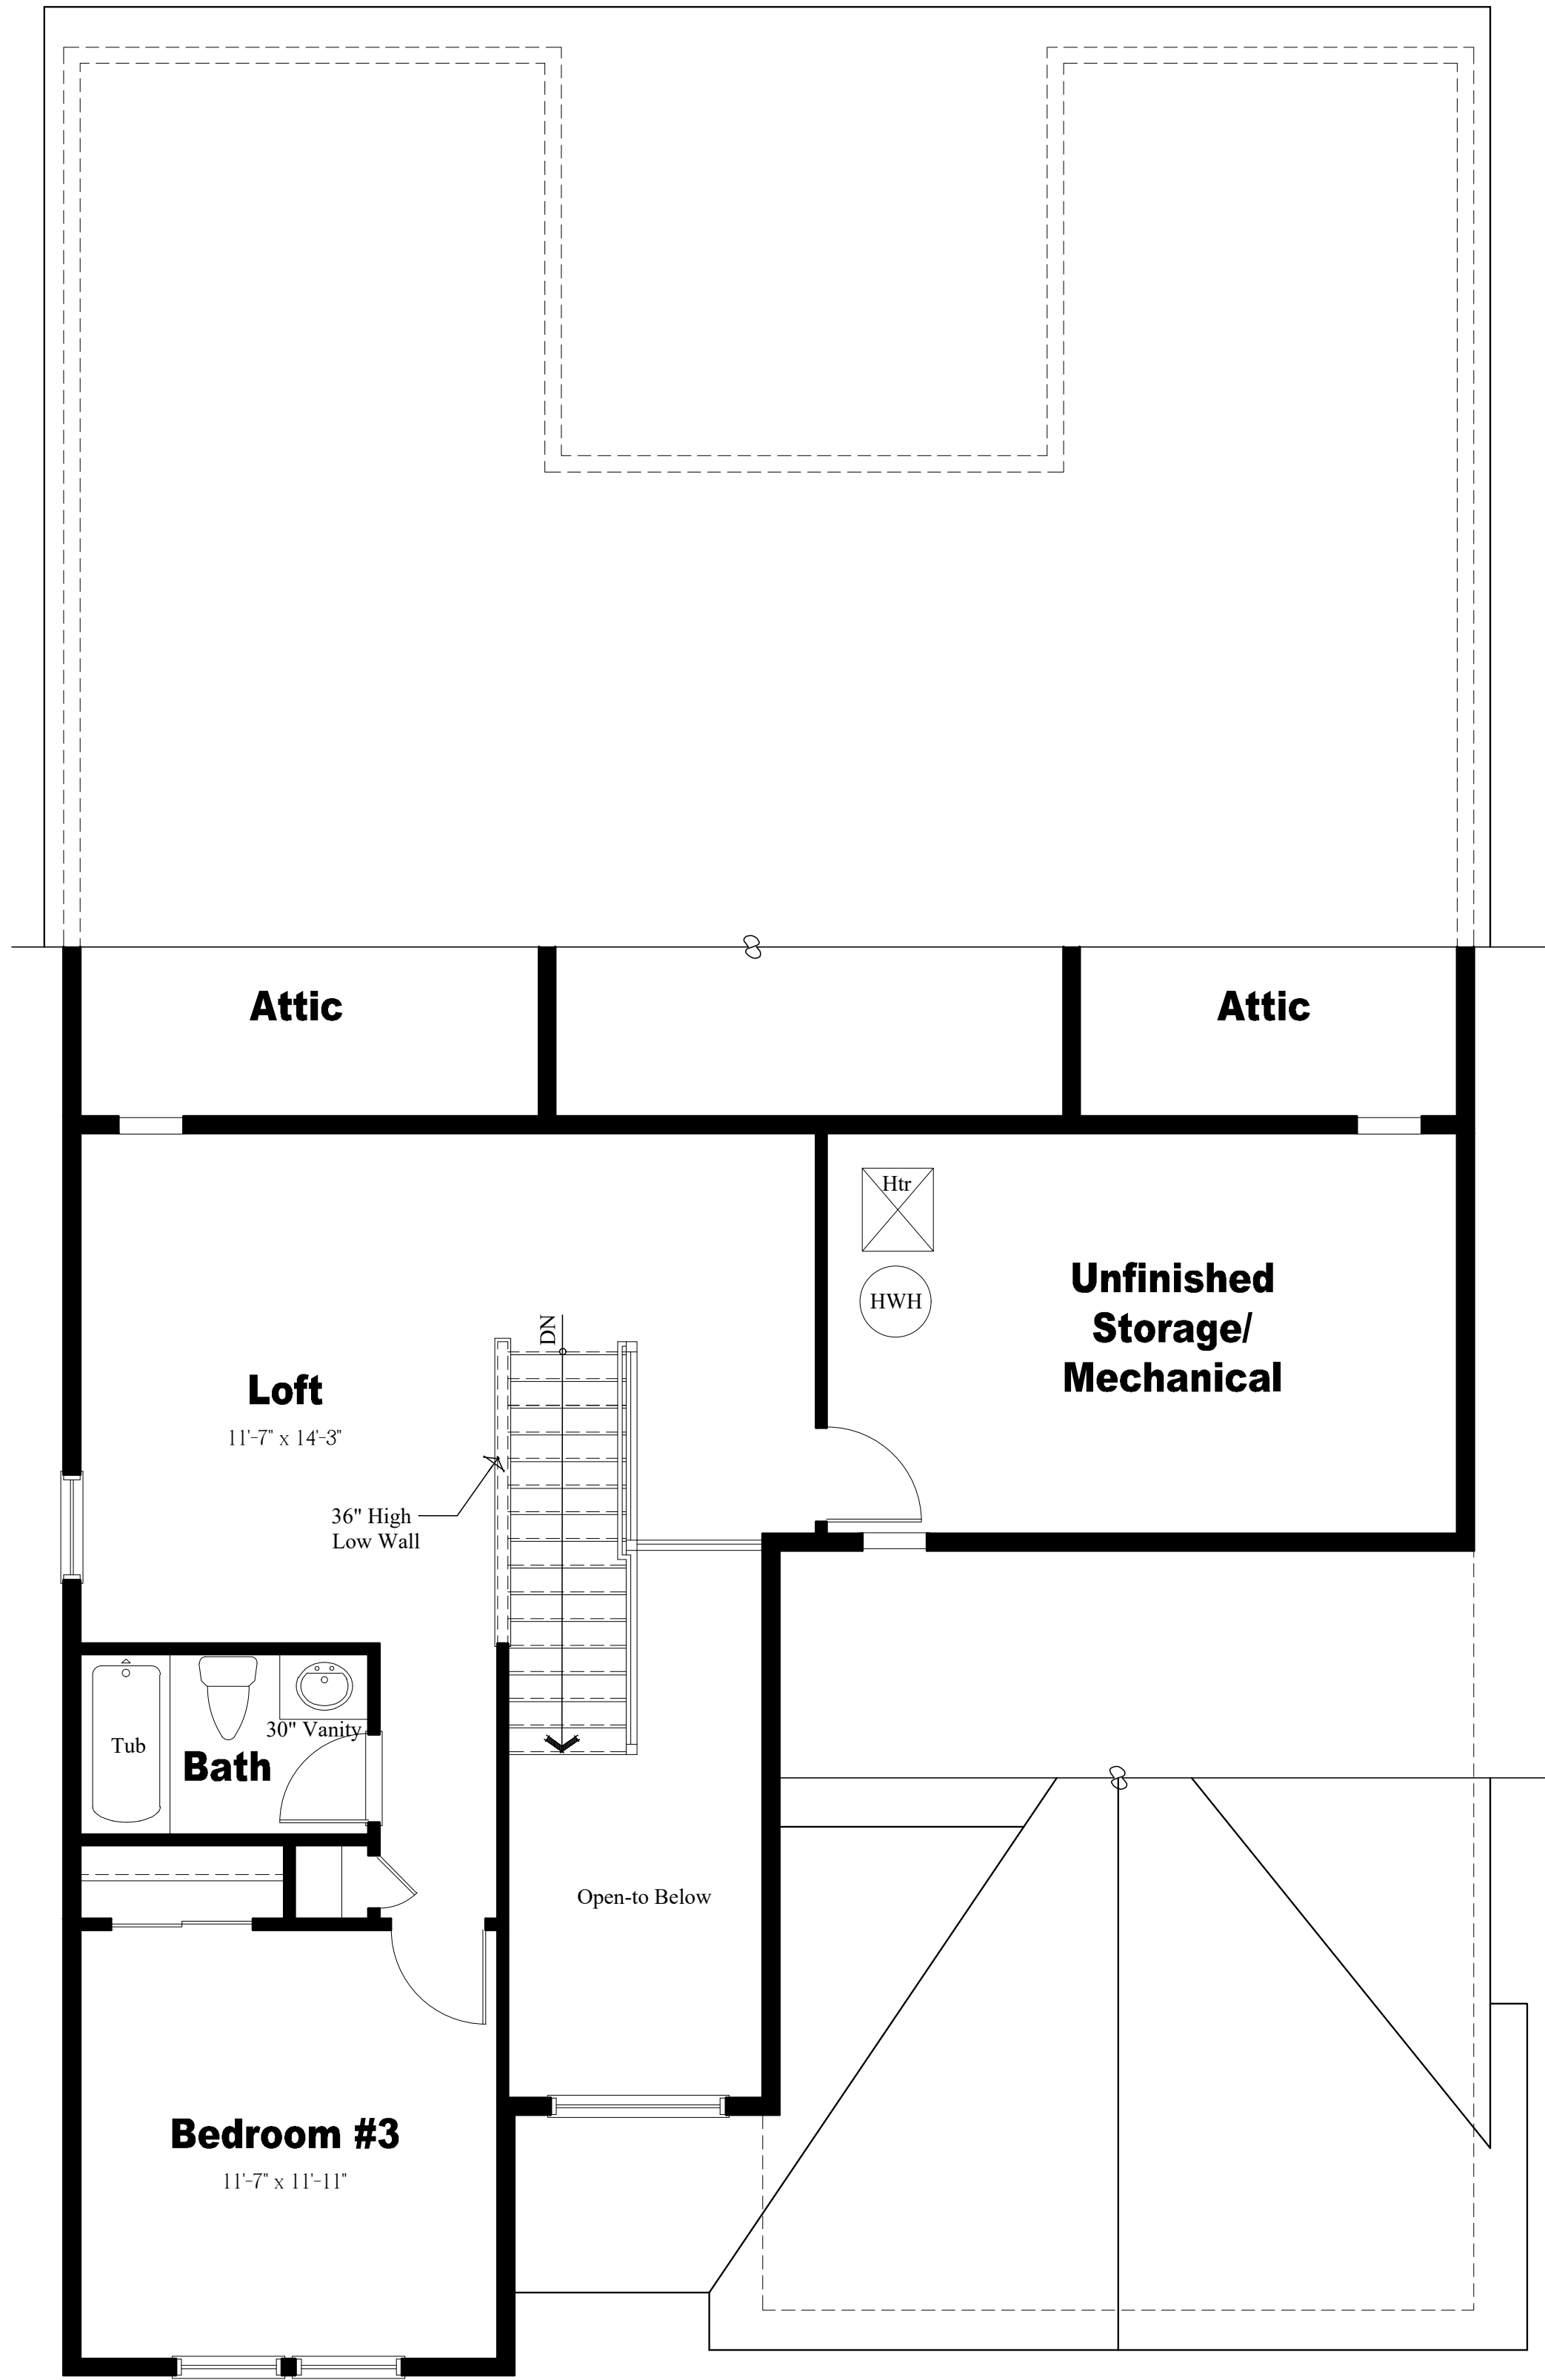 Attic
Attic
Htr
HWH
Unfinished
Storage/
Mechanical
DN
Loft
11'-7" x 14'-3"
36" High
Low Wall
30" Vanity
Tub
Bath
Open-to Below
Bedroom #3
11'-7" x 11'-11"